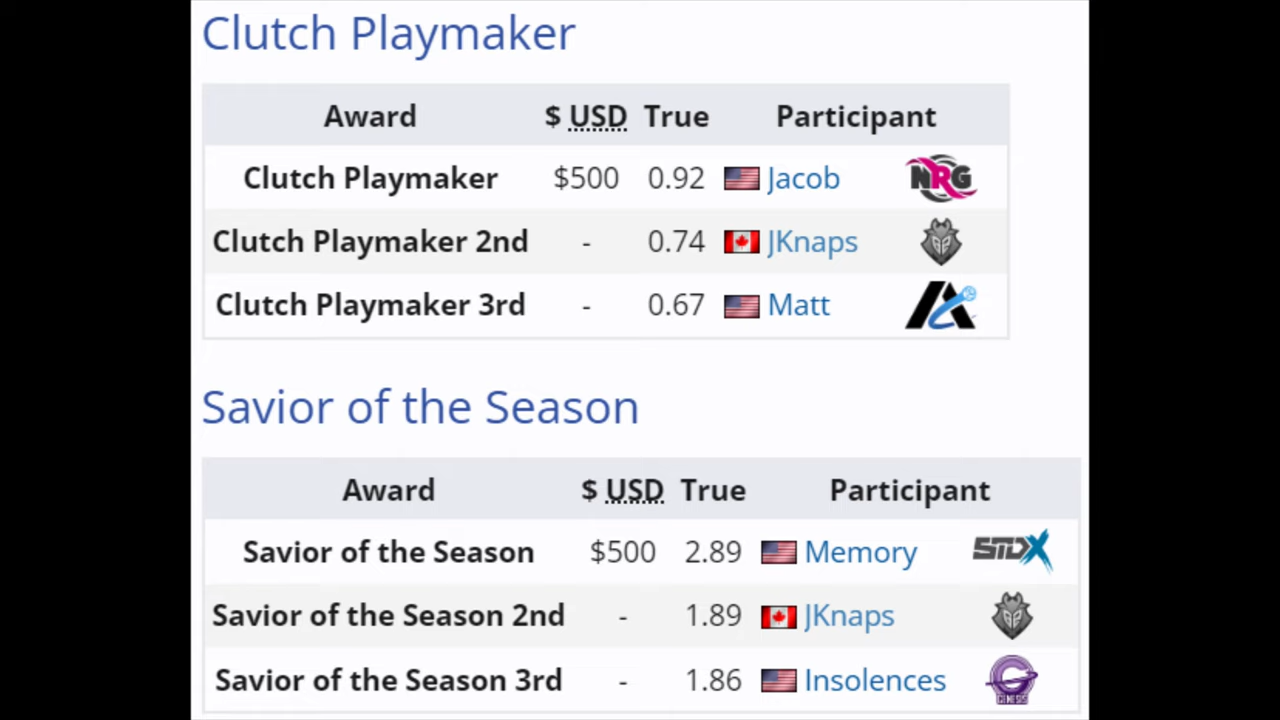 Clutch Playmaker
Award $ USD True Participant
Clutch Playmaker $500 0.92 Jacob NRG
Clutch Playmaker 2nd - 0.74 JKnaps
Clutch Playmaker 3rd - 0.67 Matt
Savior of the Season
Award $ USD True Participant
Savior of the Season $500 2.89 Memory STDX
Savior of the Season 2nd - 1.89 JKnaps
Savior of the Season 3rd - 1.86 Insolences GENESIS